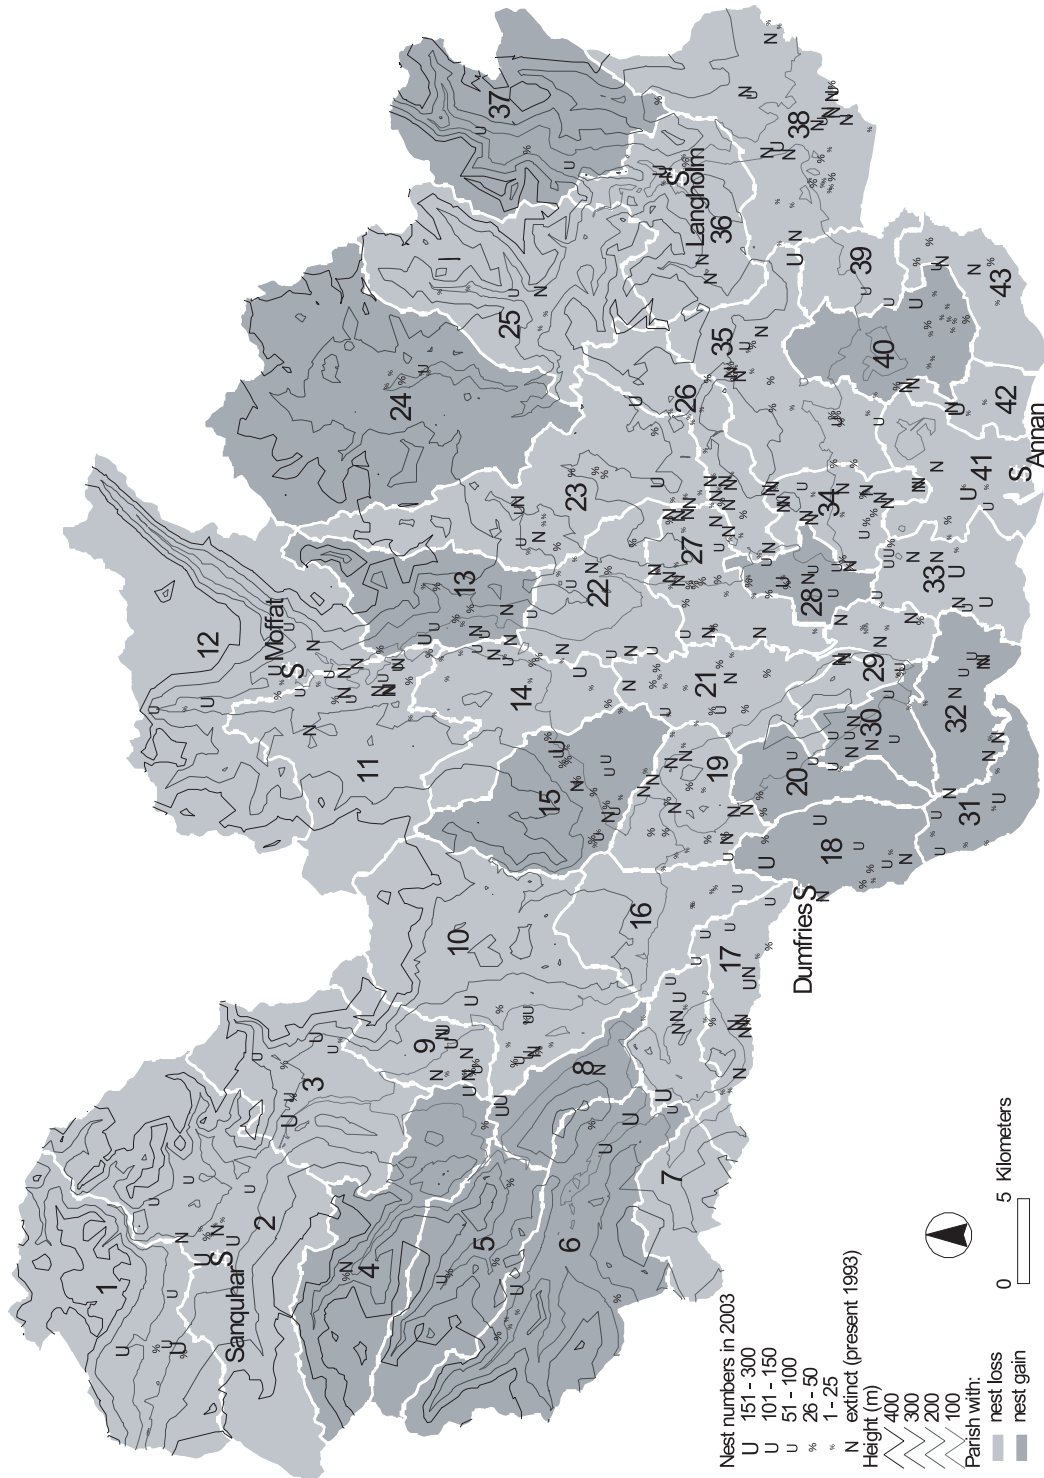 1
2
3
4
5
6
7
8
9
10
11
12
13
14
15
16
17
18
19
20
21
22
23
24
25
26
27
28
29
30
31
32
33
34
35
36
37
38
39
40
41
42
43
Sanquhar S
Moffat S
Langholm S
Dumfries S
Annan S
Nest numbers in 2003
U 151 - 300
U 101 - 150
U 51 - 100
% 26 - 50
% 1 - 25
N extinct (present 1993)
Height (m)
400
300
200
100
Parish with:
nest loss
nest gain
0 5 Kilometers